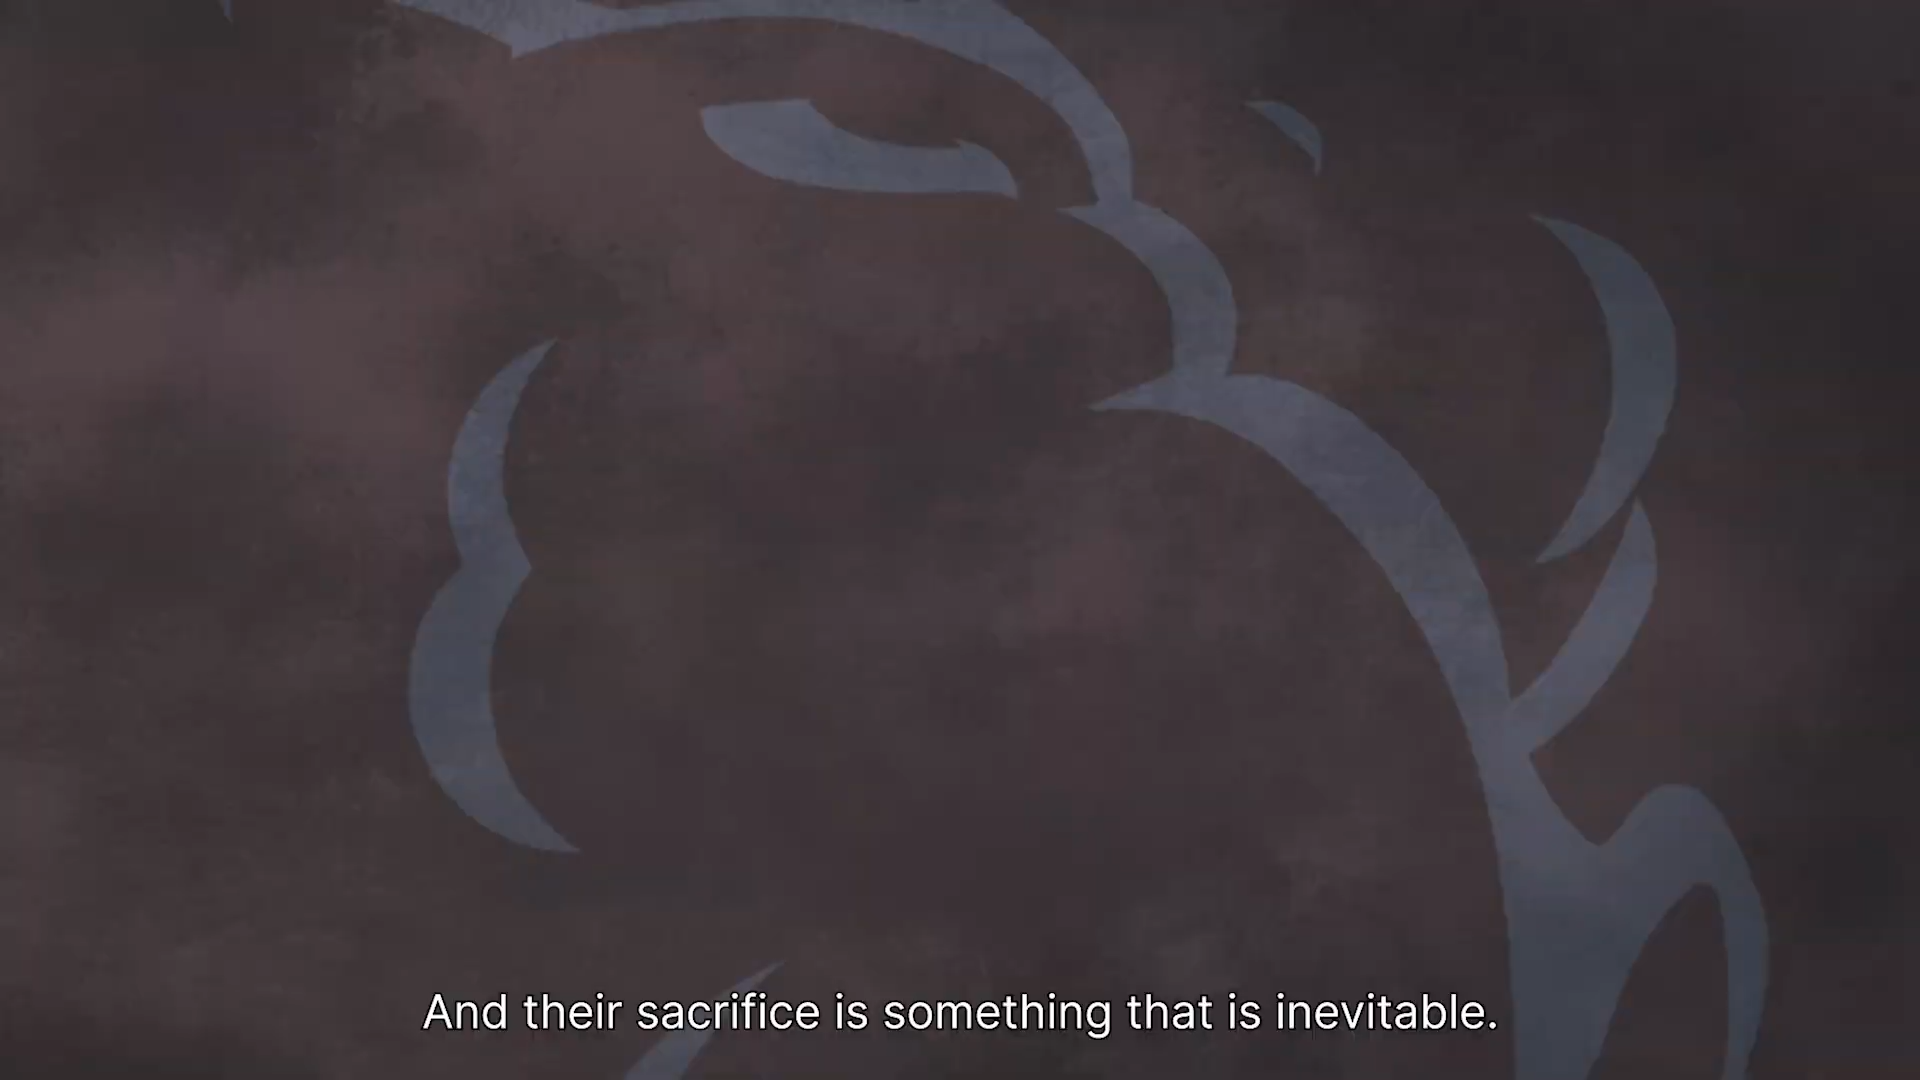 And their sacrifice is something that is inevitable.